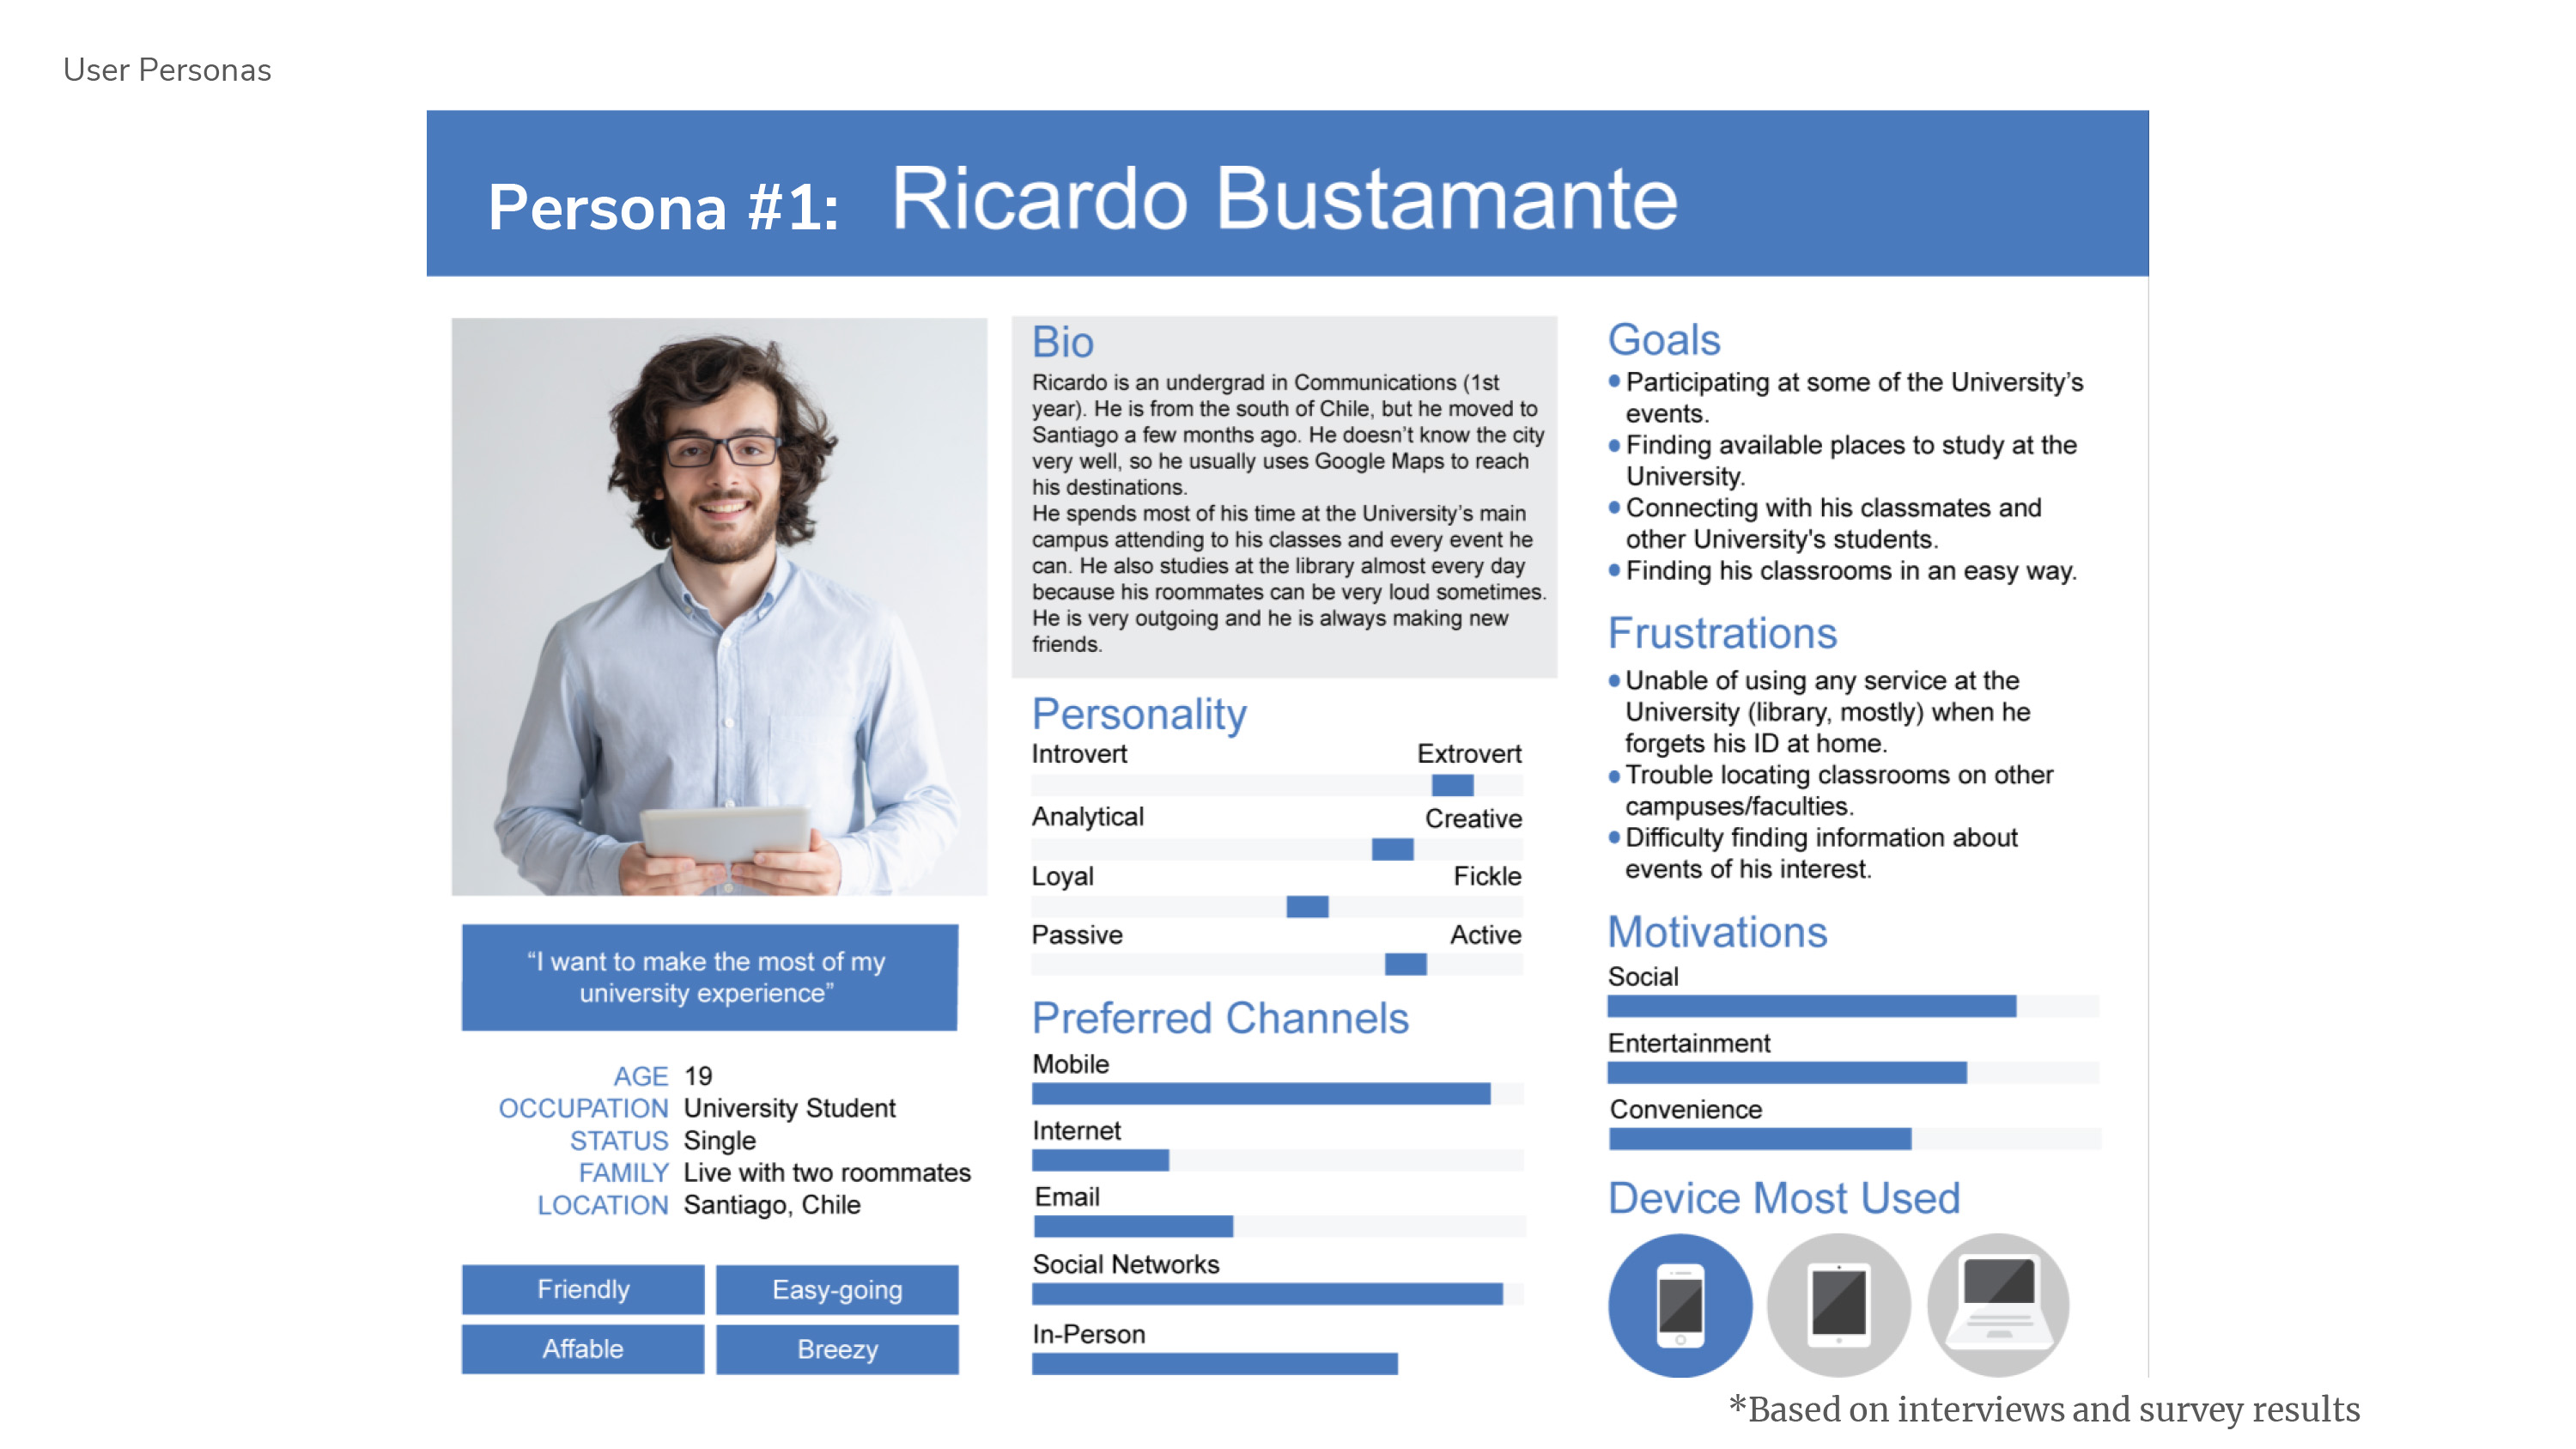 User Personas
Persona #1: Ricardo Bustamante
“I want to make the most of my
university experience”
AGE 19
OCCUPATION University Student
STATUS Single
FAMILY Live with two roommates
LOCATION Santiago, Chile
Friendly Easy-going
Affable Breezy
Bio
Ricardo is an undergrad in Communications (1st
year). He is from the south of Chile, but he moved to
Santiago a few months ago. He doesn’t know the city
very well, so he usually uses Google Maps to reach
his destinations.
He spends most of his time at the University’s main
campus attending to his classes and every event he
can. He also studies at the library almost every day
because his roommates can be very loud sometimes.
He is very outgoing and he is always making new
friends.
Personality
Introvert Extrovert
Analytical Creative
Loyal Fickle
Passive Active
Preferred Channels
Mobile
Internet
Email
Social Networks
In-Person
Goals
Participating at some of the University’s
events.
Finding available places to study at the
University.
Connecting with his classmates and
other University's students.
Finding his classrooms in an easy way.
Frustrations
Unable of using any service at the
University (library, mostly) when he
forgets his ID at home.
Trouble locating classrooms on other
campuses/faculties.
Difficulty finding information about
events of his interest.
Motivations
Social
Entertainment
Convenience
Device Most Used
*Based on interviews and survey results